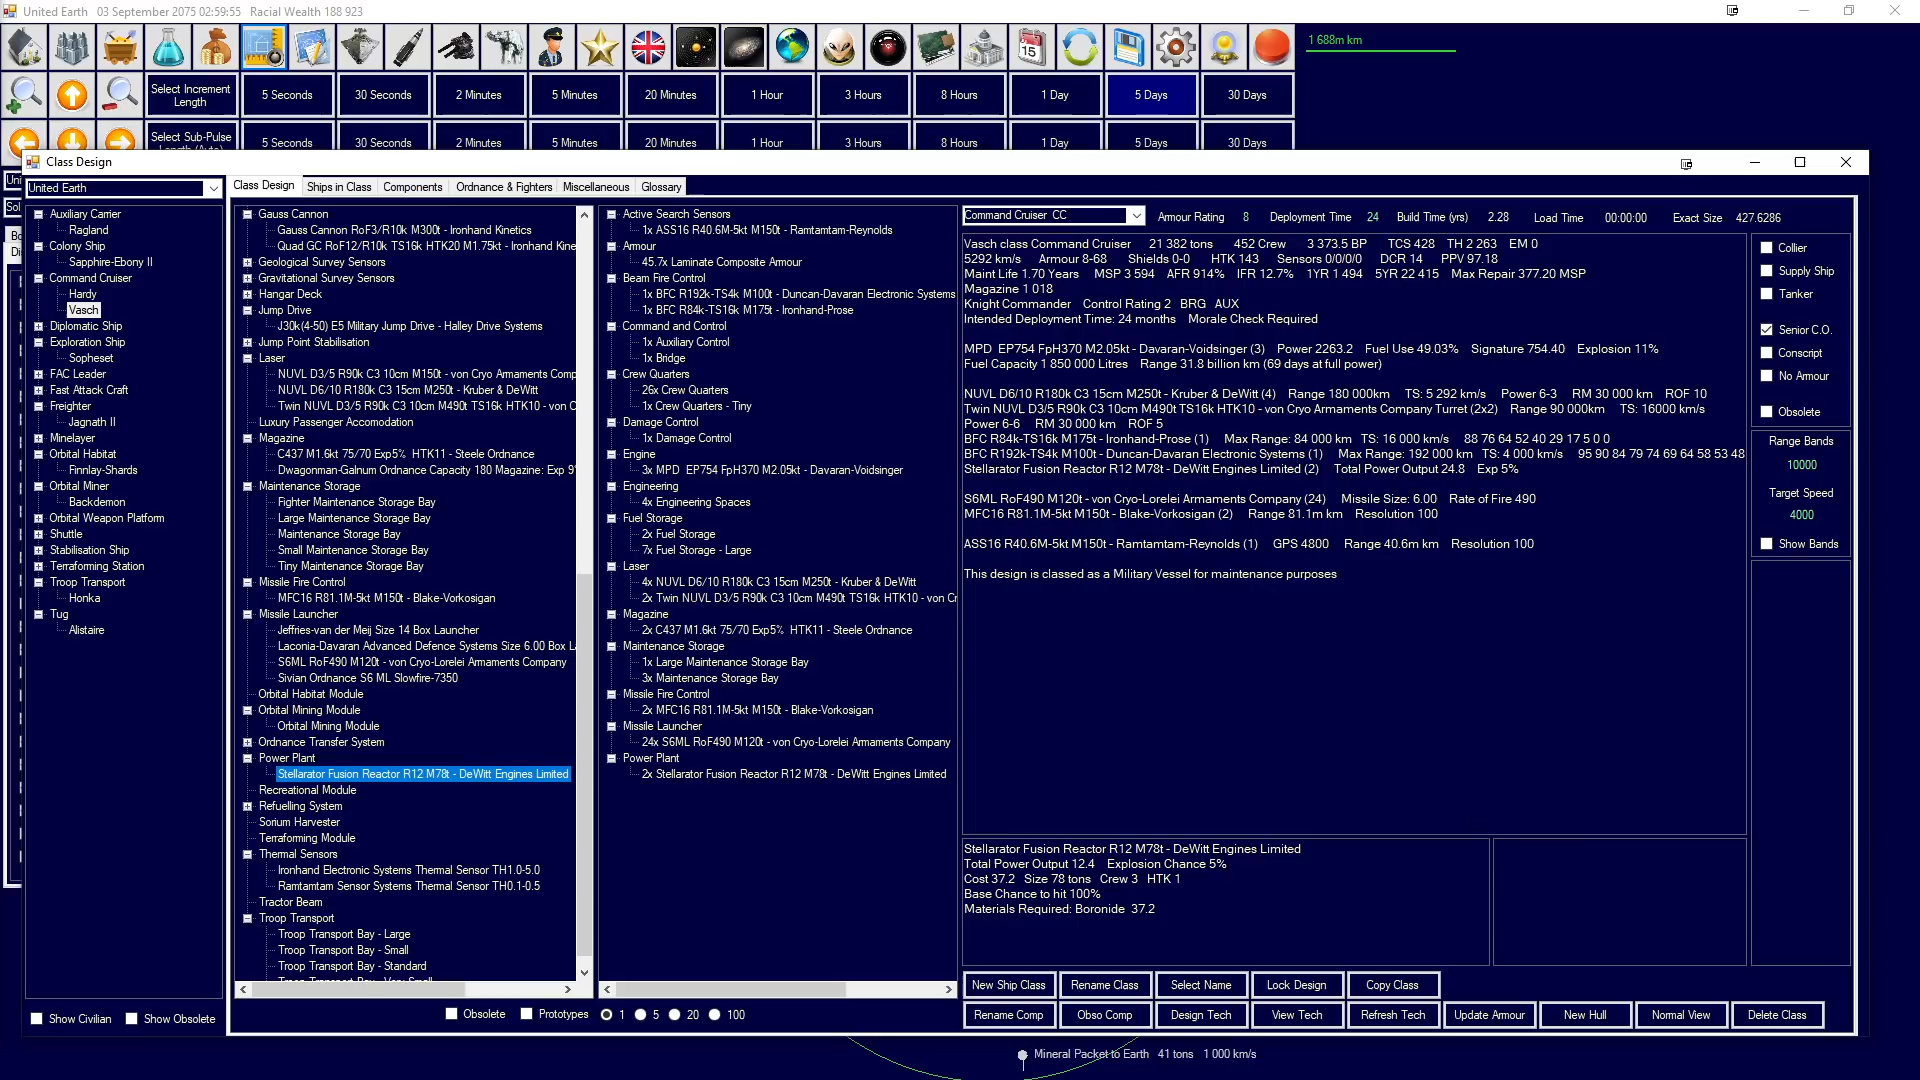 United Earth   03 September 2075 02:59:55   Racial Wealth 188 923
1 688m km
Select Increment Length
5 Seconds
30 Seconds
2 Minutes
5 Minutes
20 Minutes
1 Hour
3 Hours
8 Hours
1 Day
5 Days
30 Days
Select Sub-Pulse Length (Auto)
5 Seconds
30 Seconds
2 Minutes
5 Minutes
20 Minutes
1 Hour
3 Hours
8 Hours
1 Day
5 Days
30 Days
Class Design
United Earth
Auxiliary Carrier
Ragland
Colony Ship
Sapphire-Ebony II
Command Cruiser
Hardy
Vasch
Diplomatic Ship
Exploration Ship
Sopheset
FAC Leader
Fast Attack Craft
Freighter
Jagnath II
Minelayer
Orbital Habitat
Finnlay-Shards
Orbital Miner
Backdemon
Orbital Weapon Platform
Shuttle
Stabilisation Ship
Terraforming Station
Troop Transport
Honka
Tug
Alistaire
Show Civilian
Show Obsolete
Class Design
Ships in Class
Components
Ordnance & Fighters
Miscellaneous
Glossary
Gauss Cannon
Gauss Cannon RoF3/R10k M300t - Ironhand Kinetics
Quad GC RoF12/R10k TS16k HTK20 M1.75kt - Ironhand Kine
Geological Survey Sensors
Gravitational Survey Sensors
Hangar Deck
Jump Drive
J30k(4-50) E5 Military Jump Drive - Halley Drive Systems
Jump Point Stabilisation
Laser
NUVL D3/5 R90k C3 10cm M150t - von Cryo Armaments Comp
NUVL D6/10 R180k C3 15cm M250t - Kruber & DeWitt
Twin NUVL D3/5 R90k C3 10cm M490t TS16k HTK10 - von C
Luxury Passenger Accomodation
Magazine
C437 M1.6kt 75/70 Exp5%  HTK11 - Steele Ordnance
Dwagonman-Galnum Ordnance Capacity 180 Magazine: Exp 9
Maintenance Storage
Fighter Maintenance Storage Bay
Large Maintenance Storage Bay
Maintenance Storage Bay
Small Maintenance Storage Bay
Tiny Maintenance Storage Bay
Missile Fire Control
MFC16 R81.1M-5kt M150t - Blake-Vorkosigan
Missile Launcher
Jeffries-van der Meij Size 14 Box Launcher
Laconia-Davaran Advanced Defence Systems Size 6.00 Box L
S6ML RoF490 M120t - von Cryo-Lorelei Armaments Company
Sivian Ordnance S6 ML Slowfire-7350
Orbital Habitat Module
Orbital Mining Module
Orbital Mining Module
Ordnance Transfer System
Power Plant
Stellarator Fusion Reactor R12 M78t - DeWitt Engines Limited
Recreational Module
Refuelling System
Sorium Harvester
Terraforming Module
Thermal Sensors
Ironhand Electronic Systems Thermal Sensor TH1.0-5.0
Ramtamtam Sensor Systems Thermal Sensor TH0.1-0.5
Tractor Beam
Troop Transport
Troop Transport Bay - Large
Troop Transport Bay - Small
Troop Transport Bay - Standard
Troop Transport Bay - Very Small
Obsolete
Prototypes
1
5
20
100
Active Search Sensors
1x ASS16 R40.6M-5kt M150t - Ramtamtam-Reynolds
Armour
45.7x Laminate Composite Armour
Beam Fire Control
1x BFC R192k-TS4k M100t - Duncan-Davaran Electronic Systems
1x BFC R84k-TS16k M175t - Ironhand-Prose
Command and Control
1x Auxiliary Control
1x Bridge
Crew Quarters
26x Crew Quarters
1x Crew Quarters - Tiny
Damage Control
1x Damage Control
Engine
3x MPD  EP754 FpH370 M2.05kt - Davaran-Voidsinger
Engineering
4x Engineering Spaces
Fuel Storage
2x Fuel Storage
7x Fuel Storage - Large
Laser
4x NUVL D6/10 R180k C3 15cm M250t - Kruber & DeWitt
2x Twin NUVL D3/5 R90k C3 10cm M490t TS16k HTK10 - von Cr
Magazine
2x C437 M1.6kt 75/70 Exp5%  HTK11 - Steele Ordnance
Maintenance Storage
1x Large Maintenance Storage Bay
3x Maintenance Storage Bay
Missile Fire Control
2x MFC16 R81.1M-5kt M150t - Blake-Vorkosigan
Missile Launcher
24x S6ML RoF490 M120t - von Cryo-Lorelei Armaments Company
Power Plant
2x Stellarator Fusion Reactor R12 M78t - DeWitt Engines Limited
Command Cruiser  CC
Armour Rating   8   Deployment Time   24   Build Time (yrs)   2.28   Load Time   00:00:00   Exact Size   427.6286
Vasch class Command Cruiser   21 382 tons   452 Crew   3 373.5 BP   TCS 428   TH 2 263   EM 0
5292 km/s   Armour 8-68   Shields 0-0   HTK 143   Sensors 0/0/0/0   DCR 14   PPV 97.18
Maint Life 1.70 Years   MSP 3 594   AFR 914%   IFR 12.7%   1YR 1 494   5YR 22 415   Max Repair 377.20 MSP
Magazine 1 018
Knight Commander   Control Rating 2   BRG   AUX
Intended Deployment Time: 24 months   Morale Check Required
MPD  EP754 FpH370 M2.05kt - Davaran-Voidsinger (3)   Power 2263.2   Fuel Use 49.03%   Signature 754.40   Explosion 11%
Fuel Capacity 1 850 000 Litres   Range 31.8 billion km (69 days at full power)
NUVL D6/10 R180k C3 15cm M250t - Kruber & DeWitt (4)   Range 180 000km   TS: 5 292 km/s   Power 6-3   RM 30 000 km   ROF 10
Twin NUVL D3/5 R90k C3 10cm M490t TS16k HTK10 - von Cryo Armaments Company Turret (2x2)   Range 90 000km   TS: 16000 km/s
Power 6-6   RM 30 000 km   ROF 5
BFC R84k-TS16k M175t - Ironhand-Prose (1)   Max Range: 84 000 km   TS: 16 000 km/s   88 76 64 52 40 29 17 5 0 0
BFC R192k-TS4k M100t - Duncan-Davaran Electronic Systems (1)   Max Range: 192 000 km   TS: 4 000 km/s   95 90 84 79 74 69 64 58 53 48
Stellarator Fusion Reactor R12 M78t - DeWitt Engines Limited (2)   Total Power Output 24.8   Exp 5%
S6ML RoF490 M120t - von Cryo-Lorelei Armaments Company (24)   Missile Size: 6.00   Rate of Fire 490
MFC16 R81.1M-5kt M150t - Blake-Vorkosigan (2)   Range 81.1m km   Resolution 100
ASS16 R40.6M-5kt M150t - Ramtamtam-Reynolds (1)   GPS 4800   Range 40.6m km   Resolution 100
This design is classed as a Military Vessel for maintenance purposes
Stellarator Fusion Reactor R12 M78t - DeWitt Engines Limited
Total Power Output 12.4   Explosion Chance 5%
Cost 37.2   Size 78 tons   Crew 3   HTK 1
Base Chance to hit 100%
Materials Required: Boronide  37.2
Collier
Supply Ship
Tanker
Senior C.O.
Conscript
No Armour
Obsolete
Range Bands
10000
Target Speed
4000
Show Bands
New Ship Class
Rename Class
Select Name
Lock Design
Copy Class
Rename Comp
Obso Comp
Design Tech
View Tech
Refresh Tech
Update Armour
New Hull
Normal View
Delete Class
Mineral Packet to Earth   41 tons   1 000 km/s